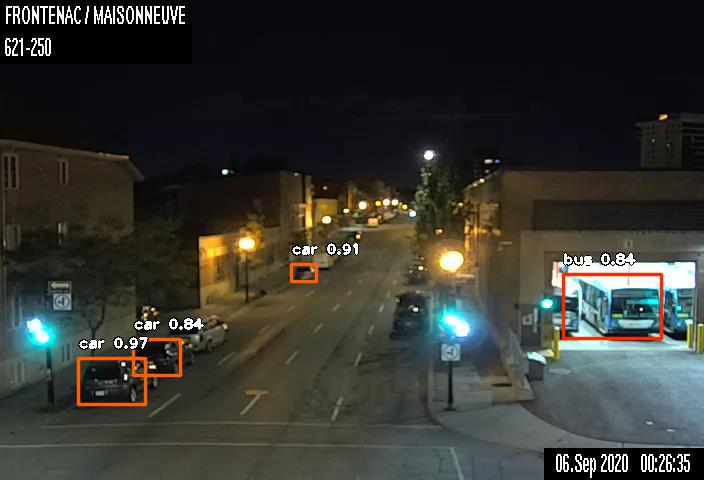 FRONTENAC / MAISONNEUVE
621-250
car 0.91
bus 0.84
car 0.84
car 0.97
06.Sep 2020 00:26:35